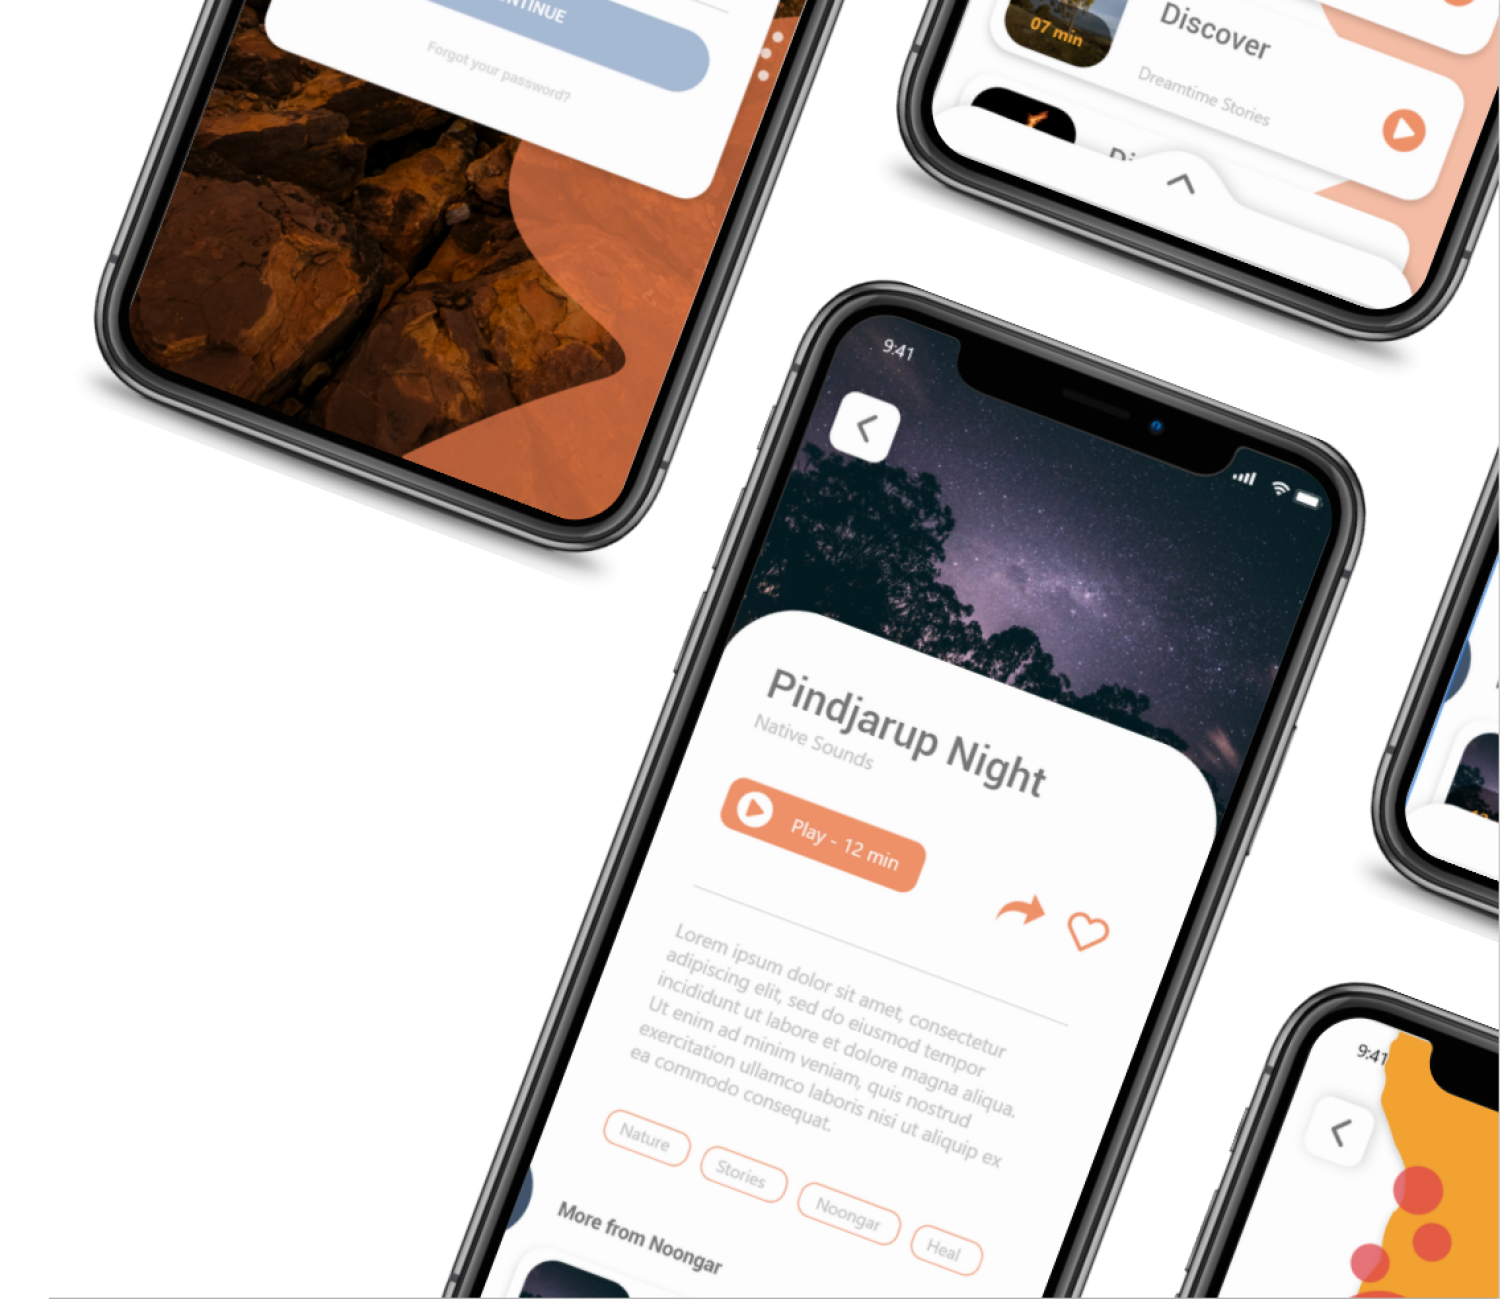 Forgot your password?
07 min
Discover
Dreamtime Stories
9:41
Pindjarup Night
Native Sounds
Play - 12 min
Lorem ipsum dolor sit amet, consectetur
adipiscing elit, sed do eiusmod tempor
incididunt ut labore et dolore magna aliqua.
Ut enim ad minim veniam, quis nostrud
exercitation ullamco laboris nisi ut aliquip ex
ea commodo consequat.
Nature
Stories
Noongar
Heal
More from Noongar
9:41